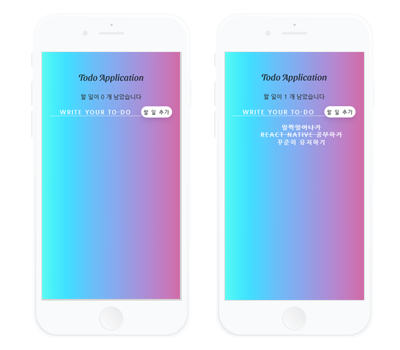 Todo Application
할 일이 0 개 남았습니다
WRITE YOUR TO-DO
할 일 추가
Todo Application
할 일이 1 개 남았습니다
WRITE YOUR TO-DO
할 일 추가
일찍일어나기
REACT NATIVE 공부하기
꾸준히 유지하기